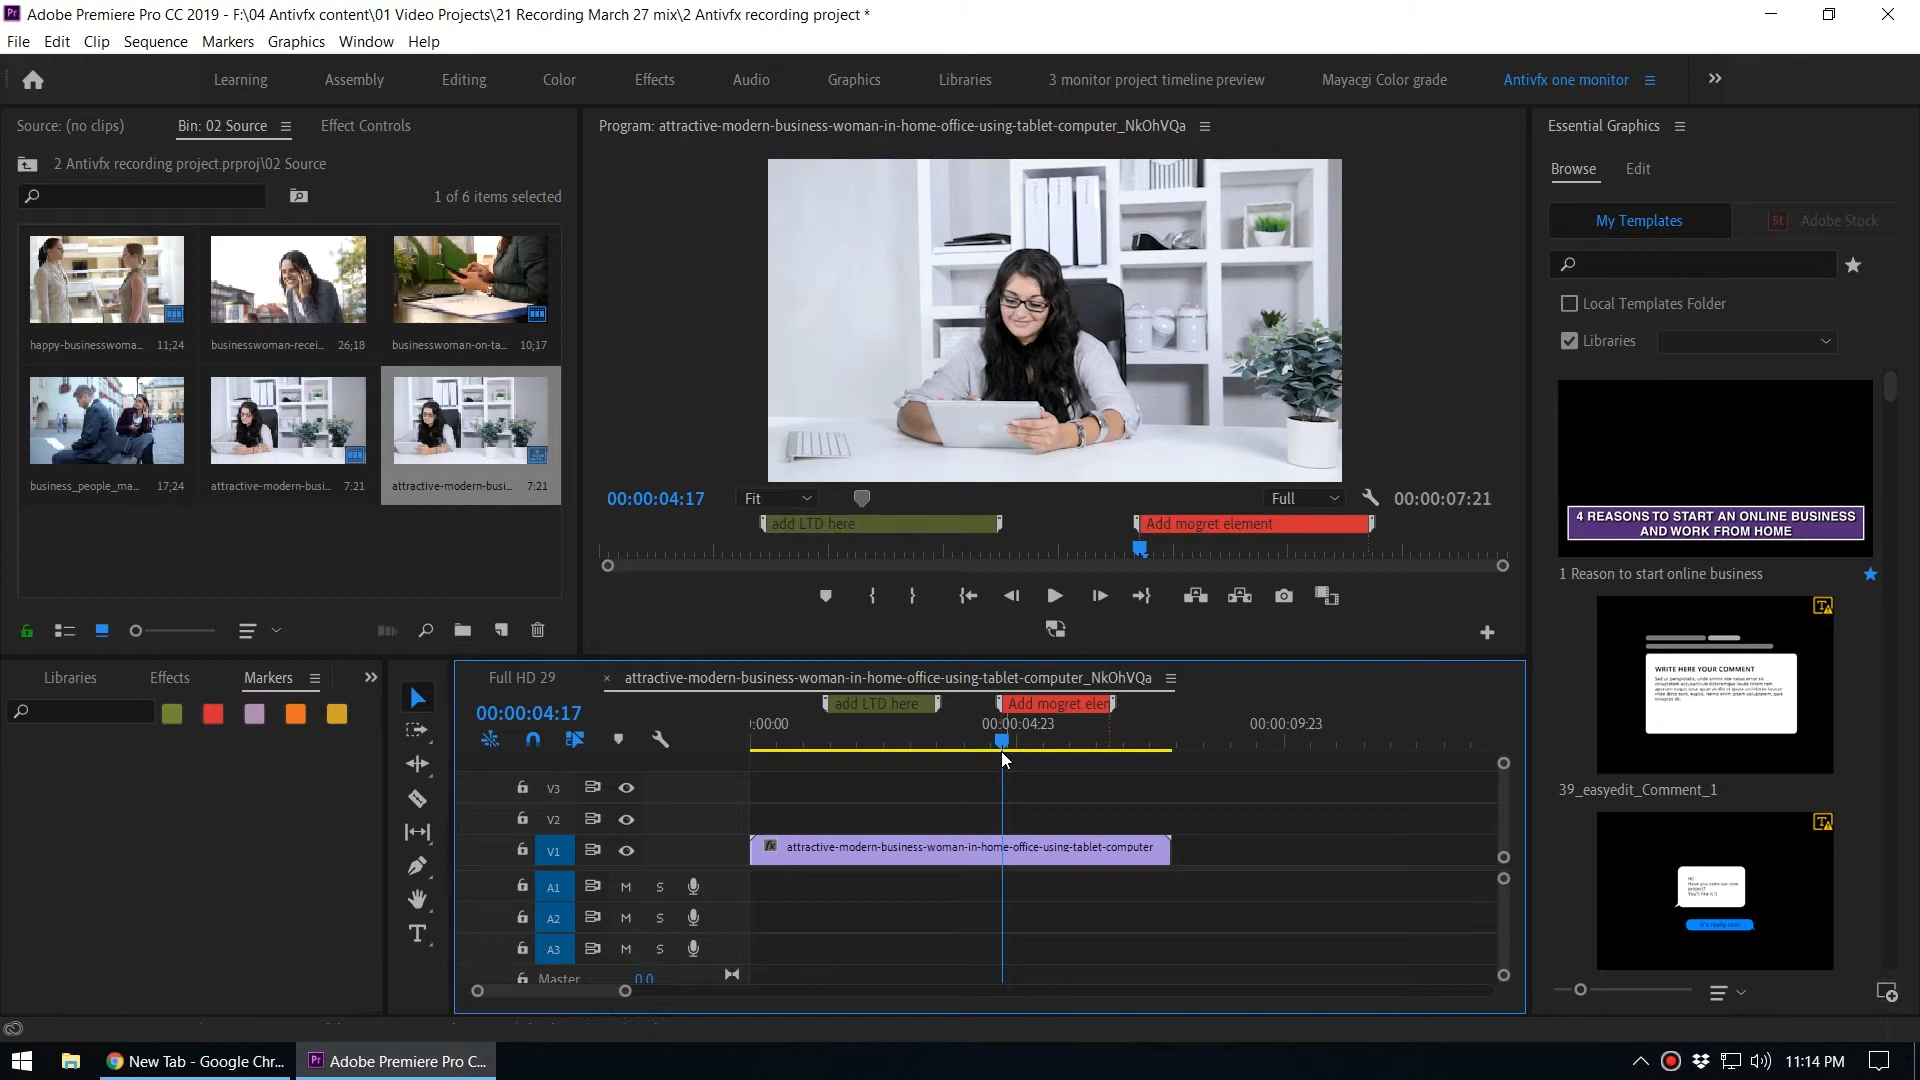 Adobe Premiere Pro CC 2019 - F:\04 Antivfx content\01 Video Projects\21 Recording March 27 mix\2 Antivfx recording project *
File Edit Clip Sequence Markers Graphics Window Help
Learning Assembly Editing Color Effects Audio Graphics Libraries 3 monitor project timeline preview Mayacgi Color grade Antivfx one monitor
Source: (no clips) Bin: 02 Source Effect Controls
2 Antivfx recording project.prproj\02 Source
1 of 6 items selected
happy-businesswoma... 11;24
businesswoman-recei... 26;18
businesswoman-on-ta... 10;17
business_people_ma... 17;24
attractive-modern-busi... 7:21
attractive-modern-busi... 7:21
Program: attractive-modern-business-woman-in-home-office-using-tablet-computer_NkOhVQa
00:00:04:17 Fit Full 00:00:07:21
add LTD here Add mogret element
Essential Graphics
Browse Edit
My Templates St Adobe Stock
Local Templates Folder
Libraries
4 REASONS TO START AN ONLINE BUSINESS
AND WORK FROM HOME
1 Reason to start online business
WRITE HERE YOUR COMMENT
39_easyedit_Comment_1
Libraries Effects Markers
Full HD 29 × attractive-modern-business-woman-in-home-office-using-tablet-computer_NkOhVQa
add LTD here Add mogret elem
00:00:04:17
:00:00 00:00:04:23 00:00:09:23
V3
V2
V1 fx attractive-modern-business-woman-in-home-office-using-tablet-computer
A1 M S
A2 M S
A3 M S
Master 0.0
New Tab - Google Chr... Pr Adobe Premiere Pro C... 11:14 PM